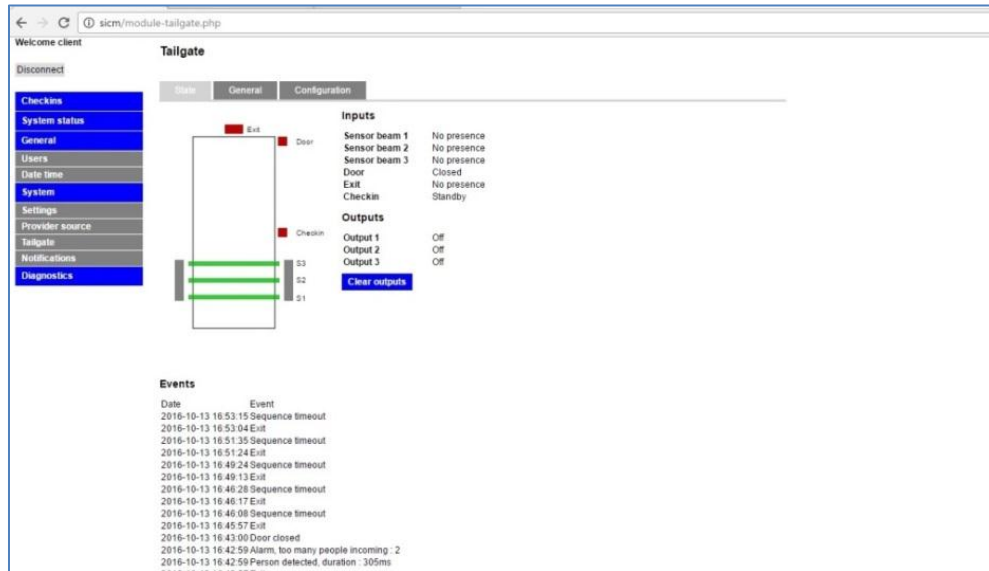 sicm/module-tailgate.php
Welcome client
Disconnect
Checkins
System status
General
Users
Date time
System
Settings
Provider source
Tailgate
Notifications
Diagnostics
Tailgate
State General Configuration
Exit
Door
Checkin
S3
S2
S1
Inputs
Sensor beam 1 No presence
Sensor beam 2 No presence
Sensor beam 3 No presence
Door Closed
Exit No presence
Checkin Standby
Outputs
Output 1 Off
Output 2 Off
Output 3 Off
Clear outputs
Events
Date Event
2016-10-13 16:53:15 Sequence timeout
2016-10-13 16:53:04 Exit
2016-10-13 16:51:35 Sequence timeout
2016-10-13 16:51:24 Exit
2016-10-13 16:49:24 Sequence timeout
2016-10-13 16:49:13 Exit
2016-10-13 16:46:28 Sequence timeout
2016-10-13 16:46:17 Exit
2016-10-13 16:46:08 Sequence timeout
2016-10-13 16:45:57 Exit
2016-10-13 16:43:00 Door closed
2016-10-13 16:42:59 Alarm, too many people incoming : 2
2016-10-13 16:42:59 Person detected, duration : 305ms